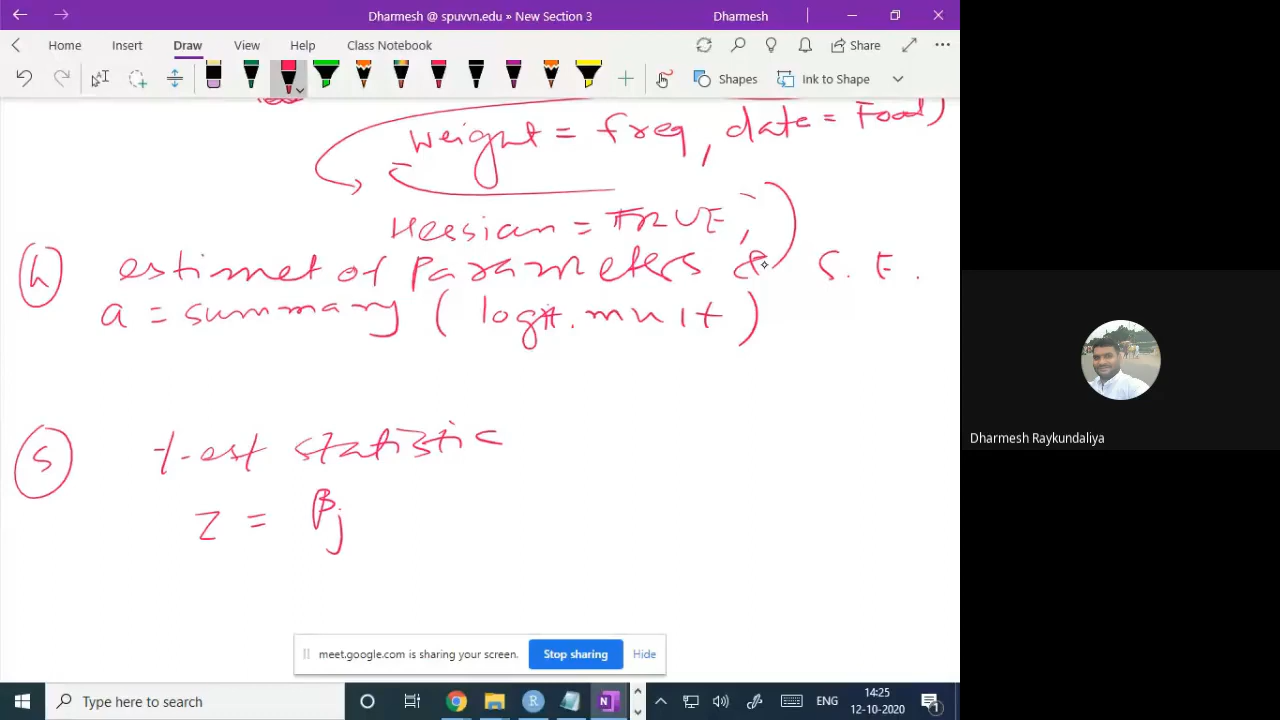 Dharmesh @ spuvvn.edu » New Section 3
Dharmesh
Home Insert Draw View Help Class Notebook
Share
Shapes
Ink to Shape
weight = freq, date = Food)
Hessian = TRUE,
h estimet of Parameters & S. E.
a = summary ( logit.mult )
s test statistic
z = βj
meet.google.com is sharing your screen.
Stop sharing
Hide
Dharmesh Raykundaliya
Type here to search
ENG
14:25
12-10-2020
1